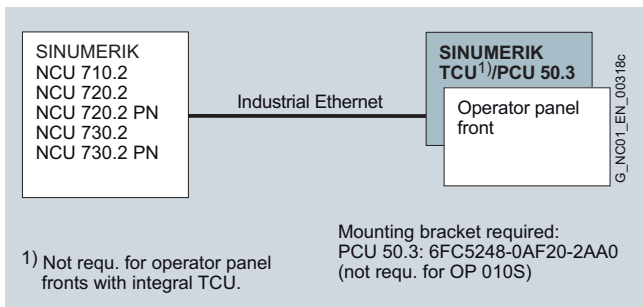 SINUMERIK
NCU 710.2
NCU 720.2
NCU 720.2 PN
NCU 730.2
NCU 730.2 PN
Industrial Ethernet
SINUMERIK
TCU1)/PCU 50.3
Operator panel
front
G_NC01_EN_00318c
1) Not requ. for operator panel
fronts with integral TCU.
Mounting bracket required:
PCU 50.3: 6FC5248-0AF20-2AA0
(not requ. for OP 010S)